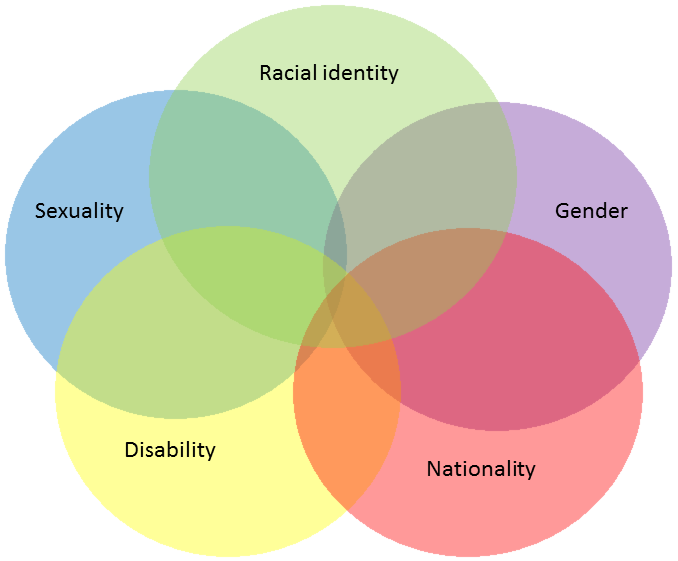 Racial identity
Sexuality
Gender
Disability
Nationality